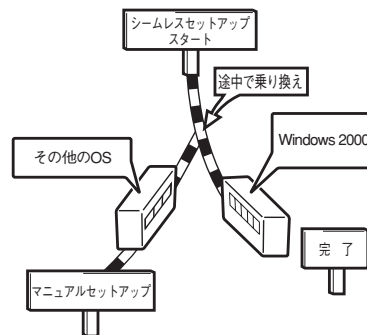 シームレスセットアップ
スタート
途中で乗り換え
その他のOS
Windows 2000
完　了
マニュアルセットアップ